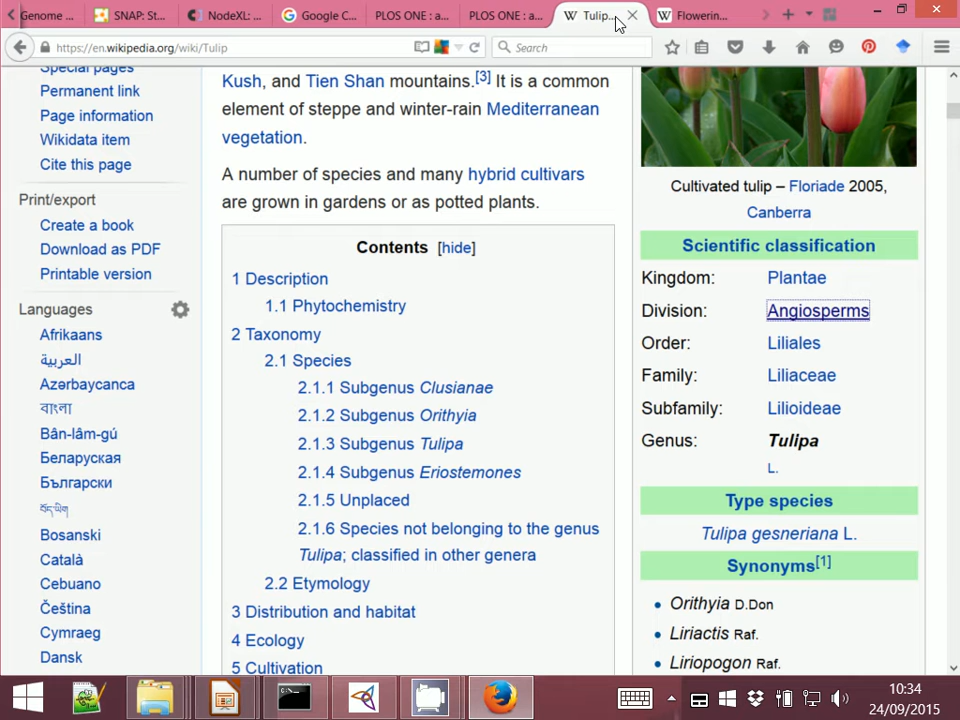 Genome ...
SNAP: St...
NodeXL: ...
Google C...
PLOS ONE : a...
PLOS ONE : a...
Tulip...
Flowerin...
https://en.wikipedia.org/wiki/Tulip
Search
Special pages
Permanent link
Page information
Wikidata item
Cite this page
Print/export
Create a book
Download as PDF
Printable version
Languages
Afrikaans
العربية
Azərbaycanca
বাংলা
Bân-lâm-gú
Беларуская
Български
བོད་ཡིག
Bosanski
Català
Cebuano
Čeština
Cymraeg
Dansk
Kush, and Tien Shan mountains.[3] It is a common
element of steppe and winter-rain Mediterranean
vegetation.
A number of species and many hybrid cultivars
are grown in gardens or as potted plants.
Contents [hide]
1 Description
1.1 Phytochemistry
2 Taxonomy
2.1 Species
2.1.1 Subgenus Clusianae
2.1.2 Subgenus Orithyia
2.1.3 Subgenus Tulipa
2.1.4 Subgenus Eriostemones
2.1.5 Unplaced
2.1.6 Species not belonging to the genus
Tulipa; classified in other genera
2.2 Etymology
3 Distribution and habitat
4 Ecology
5 Cultivation
Cultivated tulip – Floriade 2005,
Canberra
Scientific classification
Kingdom: Plantae
Division: Angiosperms
Order: Liliales
Family: Liliaceae
Subfamily: Lilioideae
Genus: Tulipa
L.
Type species
Tulipa gesneriana L.
Synonyms[1]
Orithyia D.Don
Liriactis Raf.
Liriopogon Raf.
10:34
24/09/2015